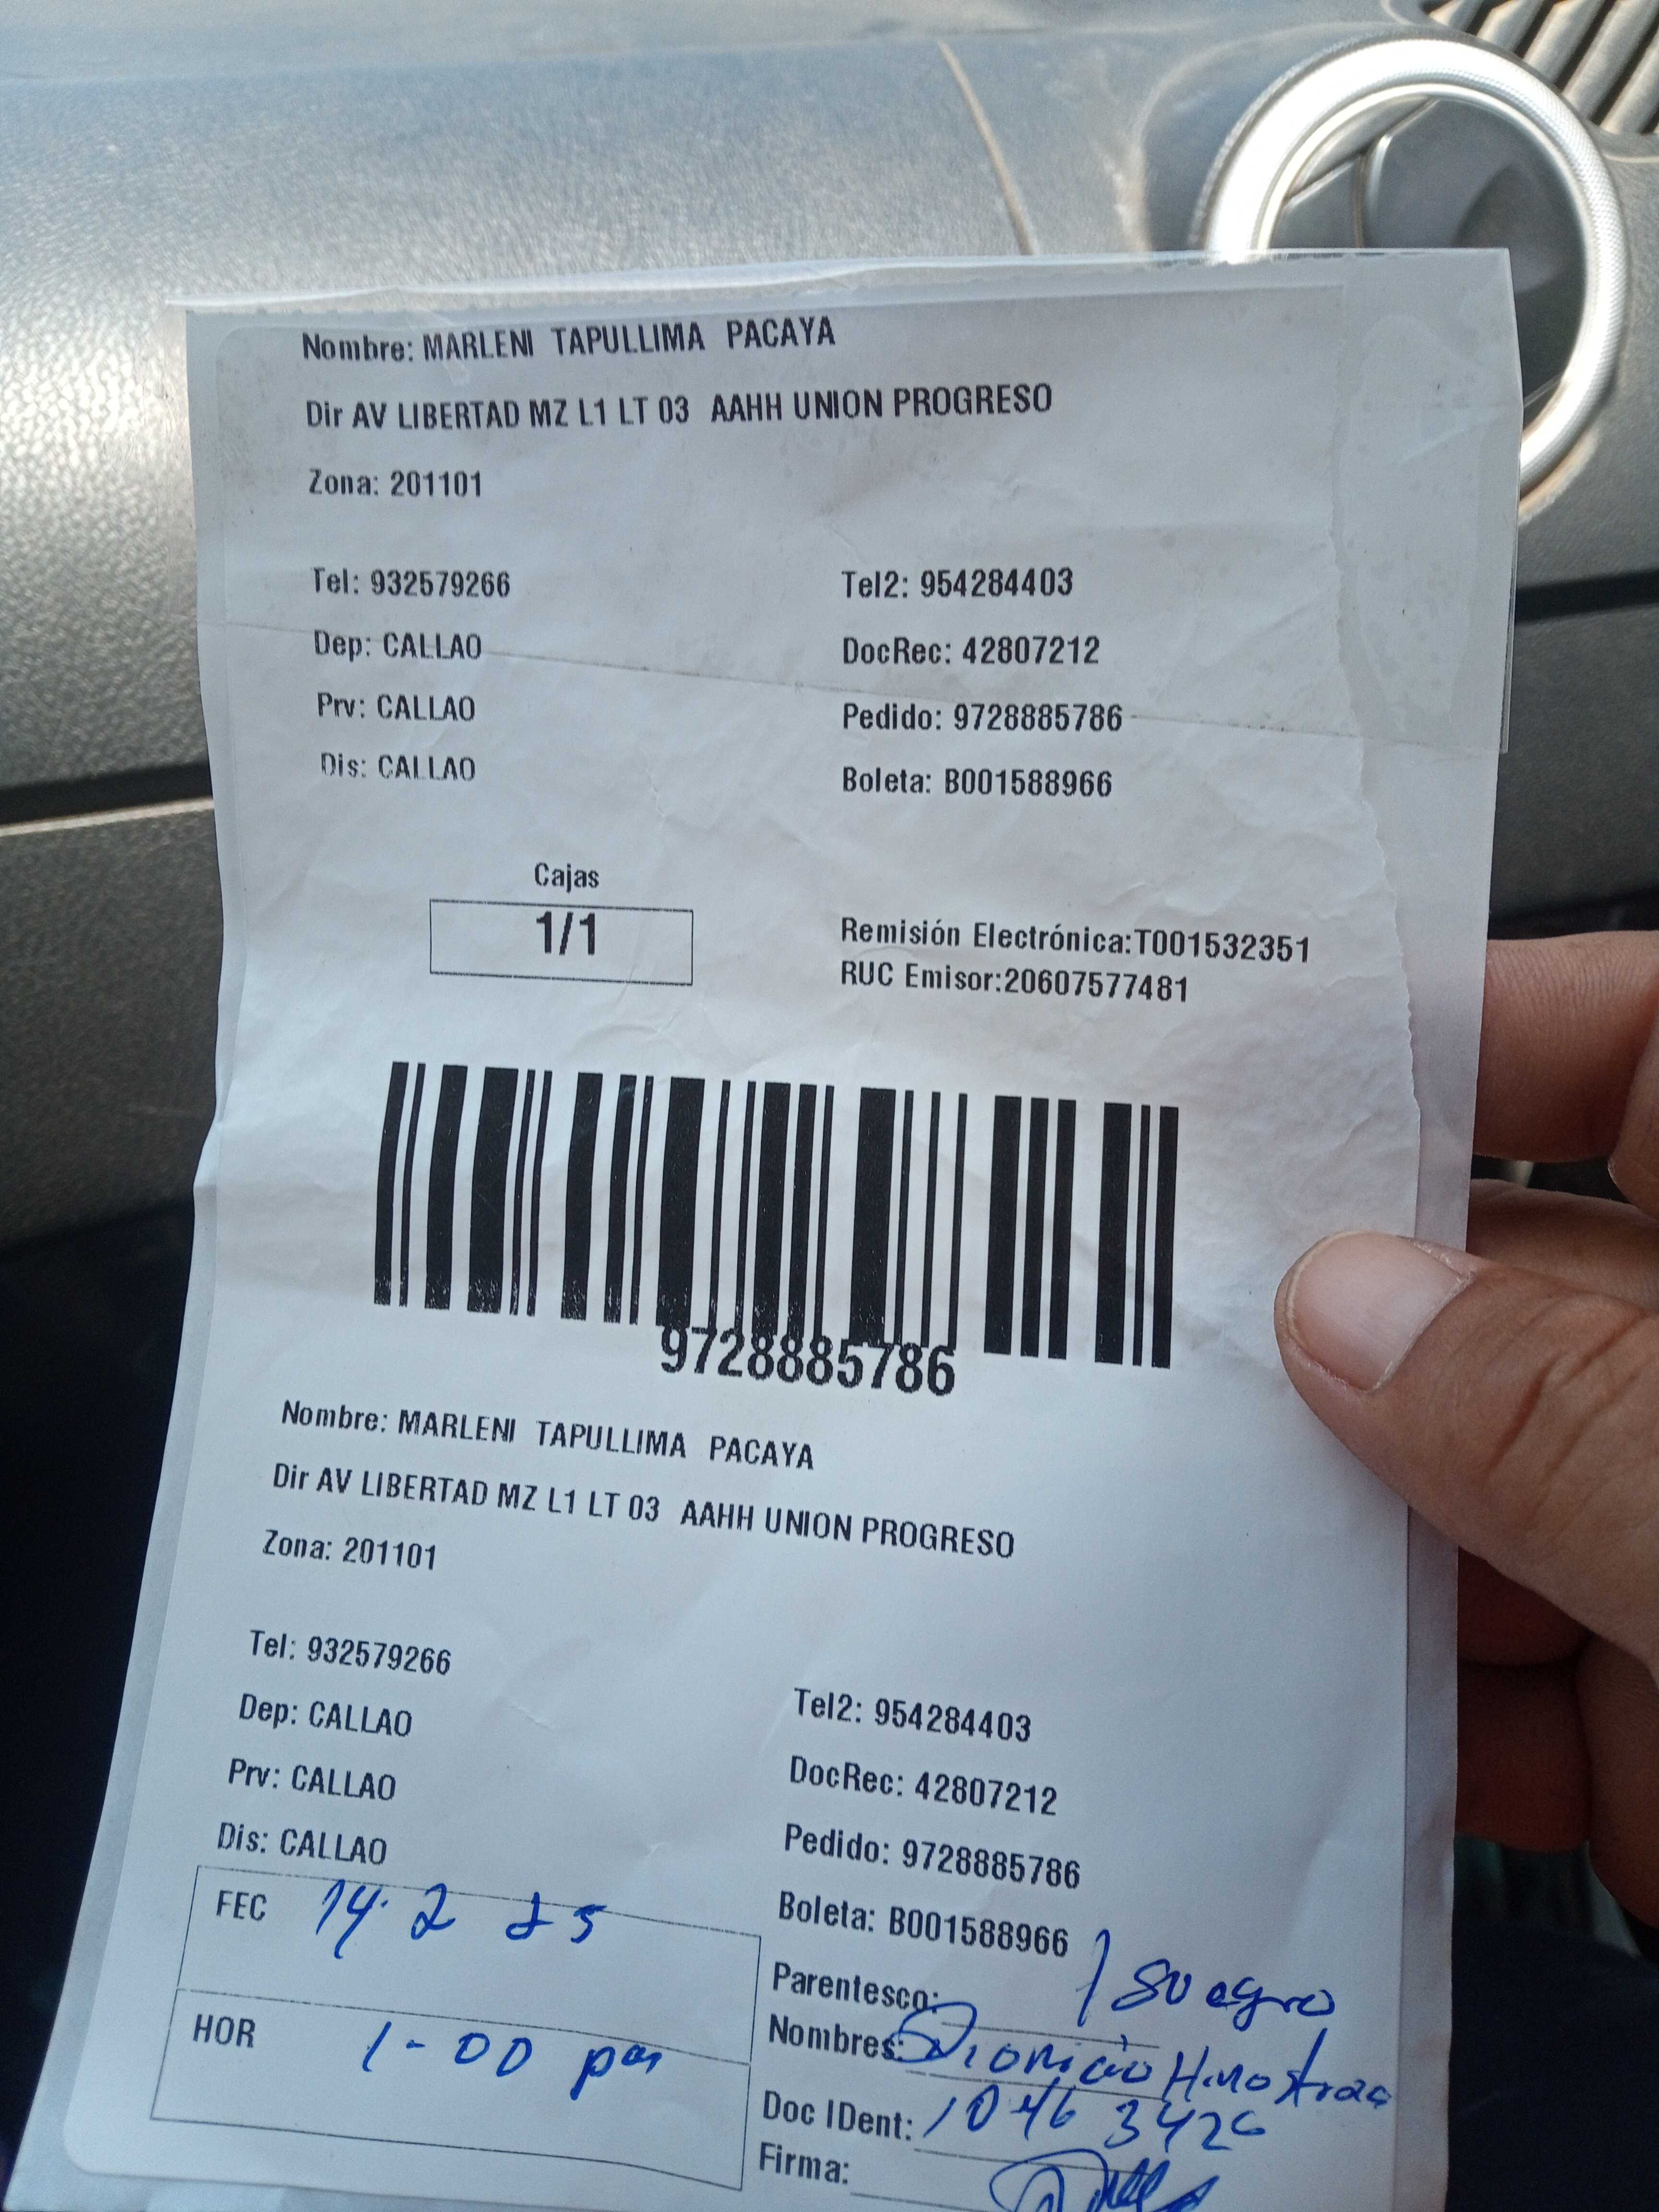 Nombre: MARLENI TAPULLIMA PACAYA
Dir AV LIBERTAD MZ L1 LT 03 AAHH UNION PROGRESO
Zona: 201101
Tel: 932579266 Tel2: 954284403
Dep: CALLAO DocRec: 42807212
Prv: CALLAO Pedido: 9728885786
Dis: CALLAO Boleta: B001588966
Cajas
1/1
Remisión Electrónica:T001532351
RUC Emisor:20607577481
9728885786
Nombre: MARLENI TAPULLIMA PACAYA
Dir AV LIBERTAD MZ L1 LT 03 AAHH UNION PROGRESO
Zona: 201101
Tel: 932579266 Tel2: 954284403
Dep: CALLAO DocRec: 42807212
Prv: CALLAO Pedido: 9728885786
Dis: CALLAO Boleta: B001588966
FEC 14 2 25
Parentesco: suegro
HOR 1-00 pm
Nombres: Dionicio
Doc IDent: 1046 3426
Firma: